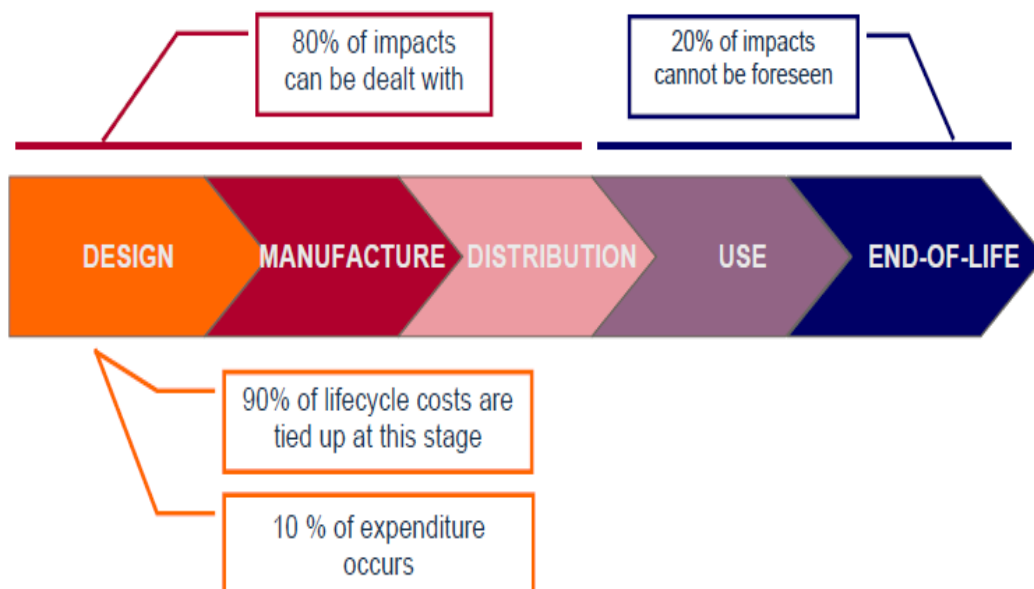 80% of impacts
can be dealt with
20% of impacts
cannot be foreseen
DESIGN
MANUFACTURE
DISTRIBUTION
USE
END-OF-LIFE
90% of lifecycle costs are
tied up at this stage
10 % of expenditure
occurs